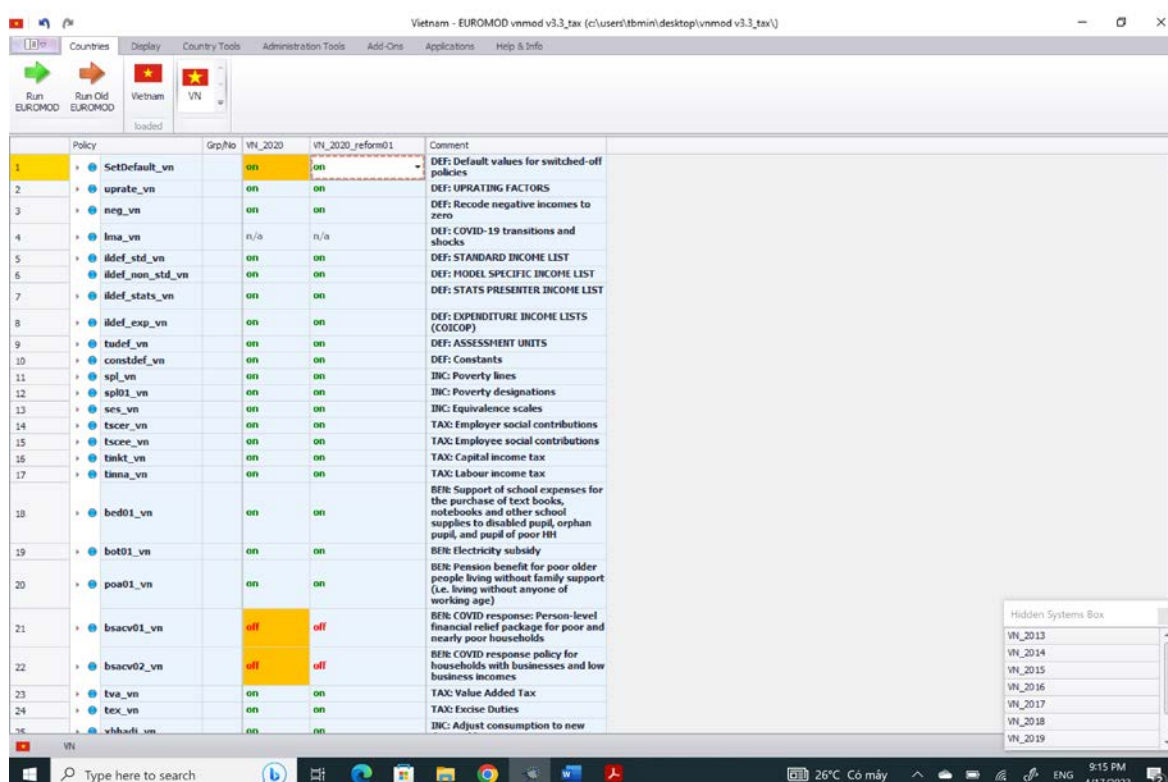 Vietnam - EUROMOD vnmod v3.3_tax (c:\users\tbmin\desktop\vnmod v3.3_tax\)
Countries Display Country Tools Administration Tools Add-Ons Applications Help & Info
Run EUROMOD
Run Old EUROMOD
Vietnam
VN
loaded
Policy Grp/No VN_2020 VN_2020_reform01 Comment
1 SetDefault_vn on on DEF: Default values for switched-off
policies
2 uprate_vn on on DEF: UPRATING FACTORS
3 neg_vn on on DEF: Recode negative incomes to
zero
4 lma_vn n/a n/a DEF: COVID-19 transitions and
shocks
5 ildef_std_vn on on DEF: STANDARD INCOME LIST
6 ildef_non_std_vn on on DEF: MODEL SPECIFIC INCOME LIST
7 ildef_stats_vn on on DEF: STATS PRESENTER INCOME LIST
8 ildef_exp_vn on on DEF: EXPENDITURE INCOME LISTS
(COICOP)
9 tudef_vn on on DEF: ASSESSMENT UNITS
10 constdef_vn on on DEF: Constants
11 spl_vn on on INC: Poverty lines
12 spl01_vn on on INC: Poverty designations
13 ses_vn on on INC: Equivalence scales
14 tscer_vn on on TAX: Employer social contributions
15 tscee_vn on on TAX: Employee social contributions
16 tinkt_vn on on TAX: Capital income tax
17 tinna_vn on on TAX: Labour income tax
18 bed01_vn on on BEN: Support of school expenses for
the purchase of text books,
notebooks and other school
supplies to disabled pupil, orphan
pupil, and pupil of poor HH
19 bot01_vn on on BEN: Electricity subsidy
20 poa01_vn on on BEN: Pension benefit for poor older
people living without family support
(i.e. living without anyone of
working age)
21 bsacv01_vn off off BEN: COVID response: Person-level
financial relief package for poor and
nearly poor households
22 bsacv02_vn off off BEN: COVID response policy for
households with businesses and low
business incomes
23 tva_vn on on TAX: Value Added Tax
24 tex_vn on on TAX: Excise Duties
25 xhhadj_vn on on INC: Adjust consumption to new
Hidden Systems Box
VN_2013
VN_2014
VN_2015
VN_2016
VN_2017
VN_2018
VN_2019
VN
Type here to search
26°C Có mây
ENG
9:15 PM